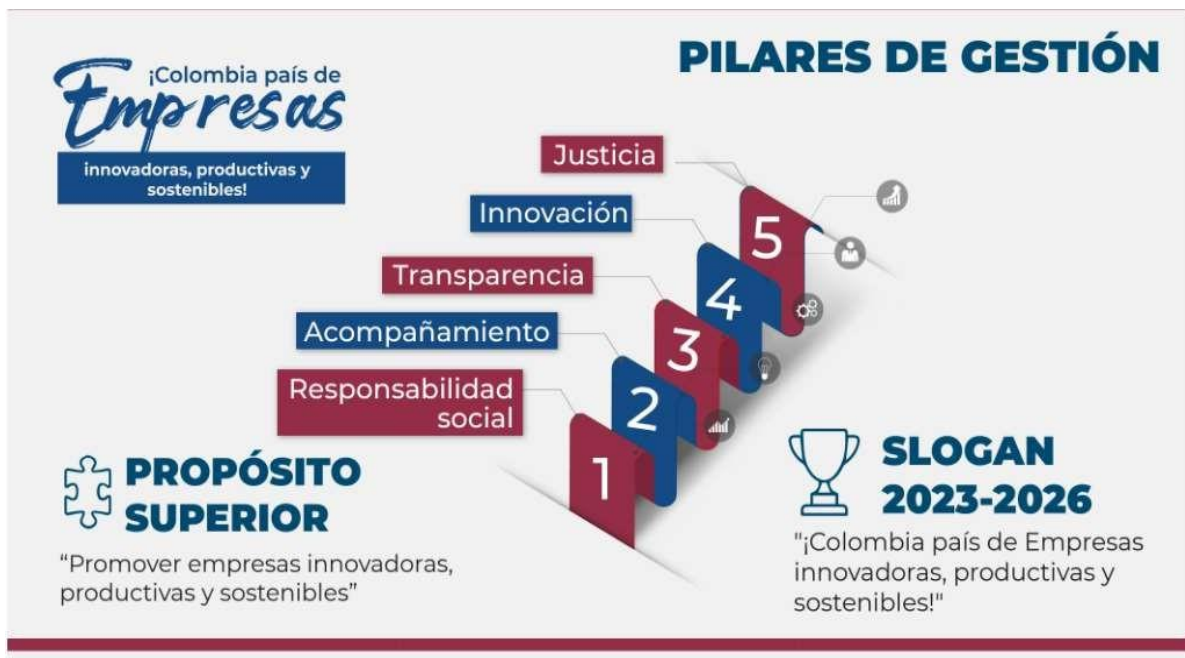 PILARES DE GESTIÓN
¡Colombia país de
Empresas
innovadoras, productivas y
sostenibles!
Justicia
Innovación
Transparencia
Acompañamiento
Responsabilidad
social
5
4
3
2
1
PROPÓSITO
SUPERIOR
“Promover empresas innovadoras,
productivas y sostenibles”
SLOGAN
2023-2026
"¡Colombia país de Empresas
innovadoras, productivas y
sostenibles!"